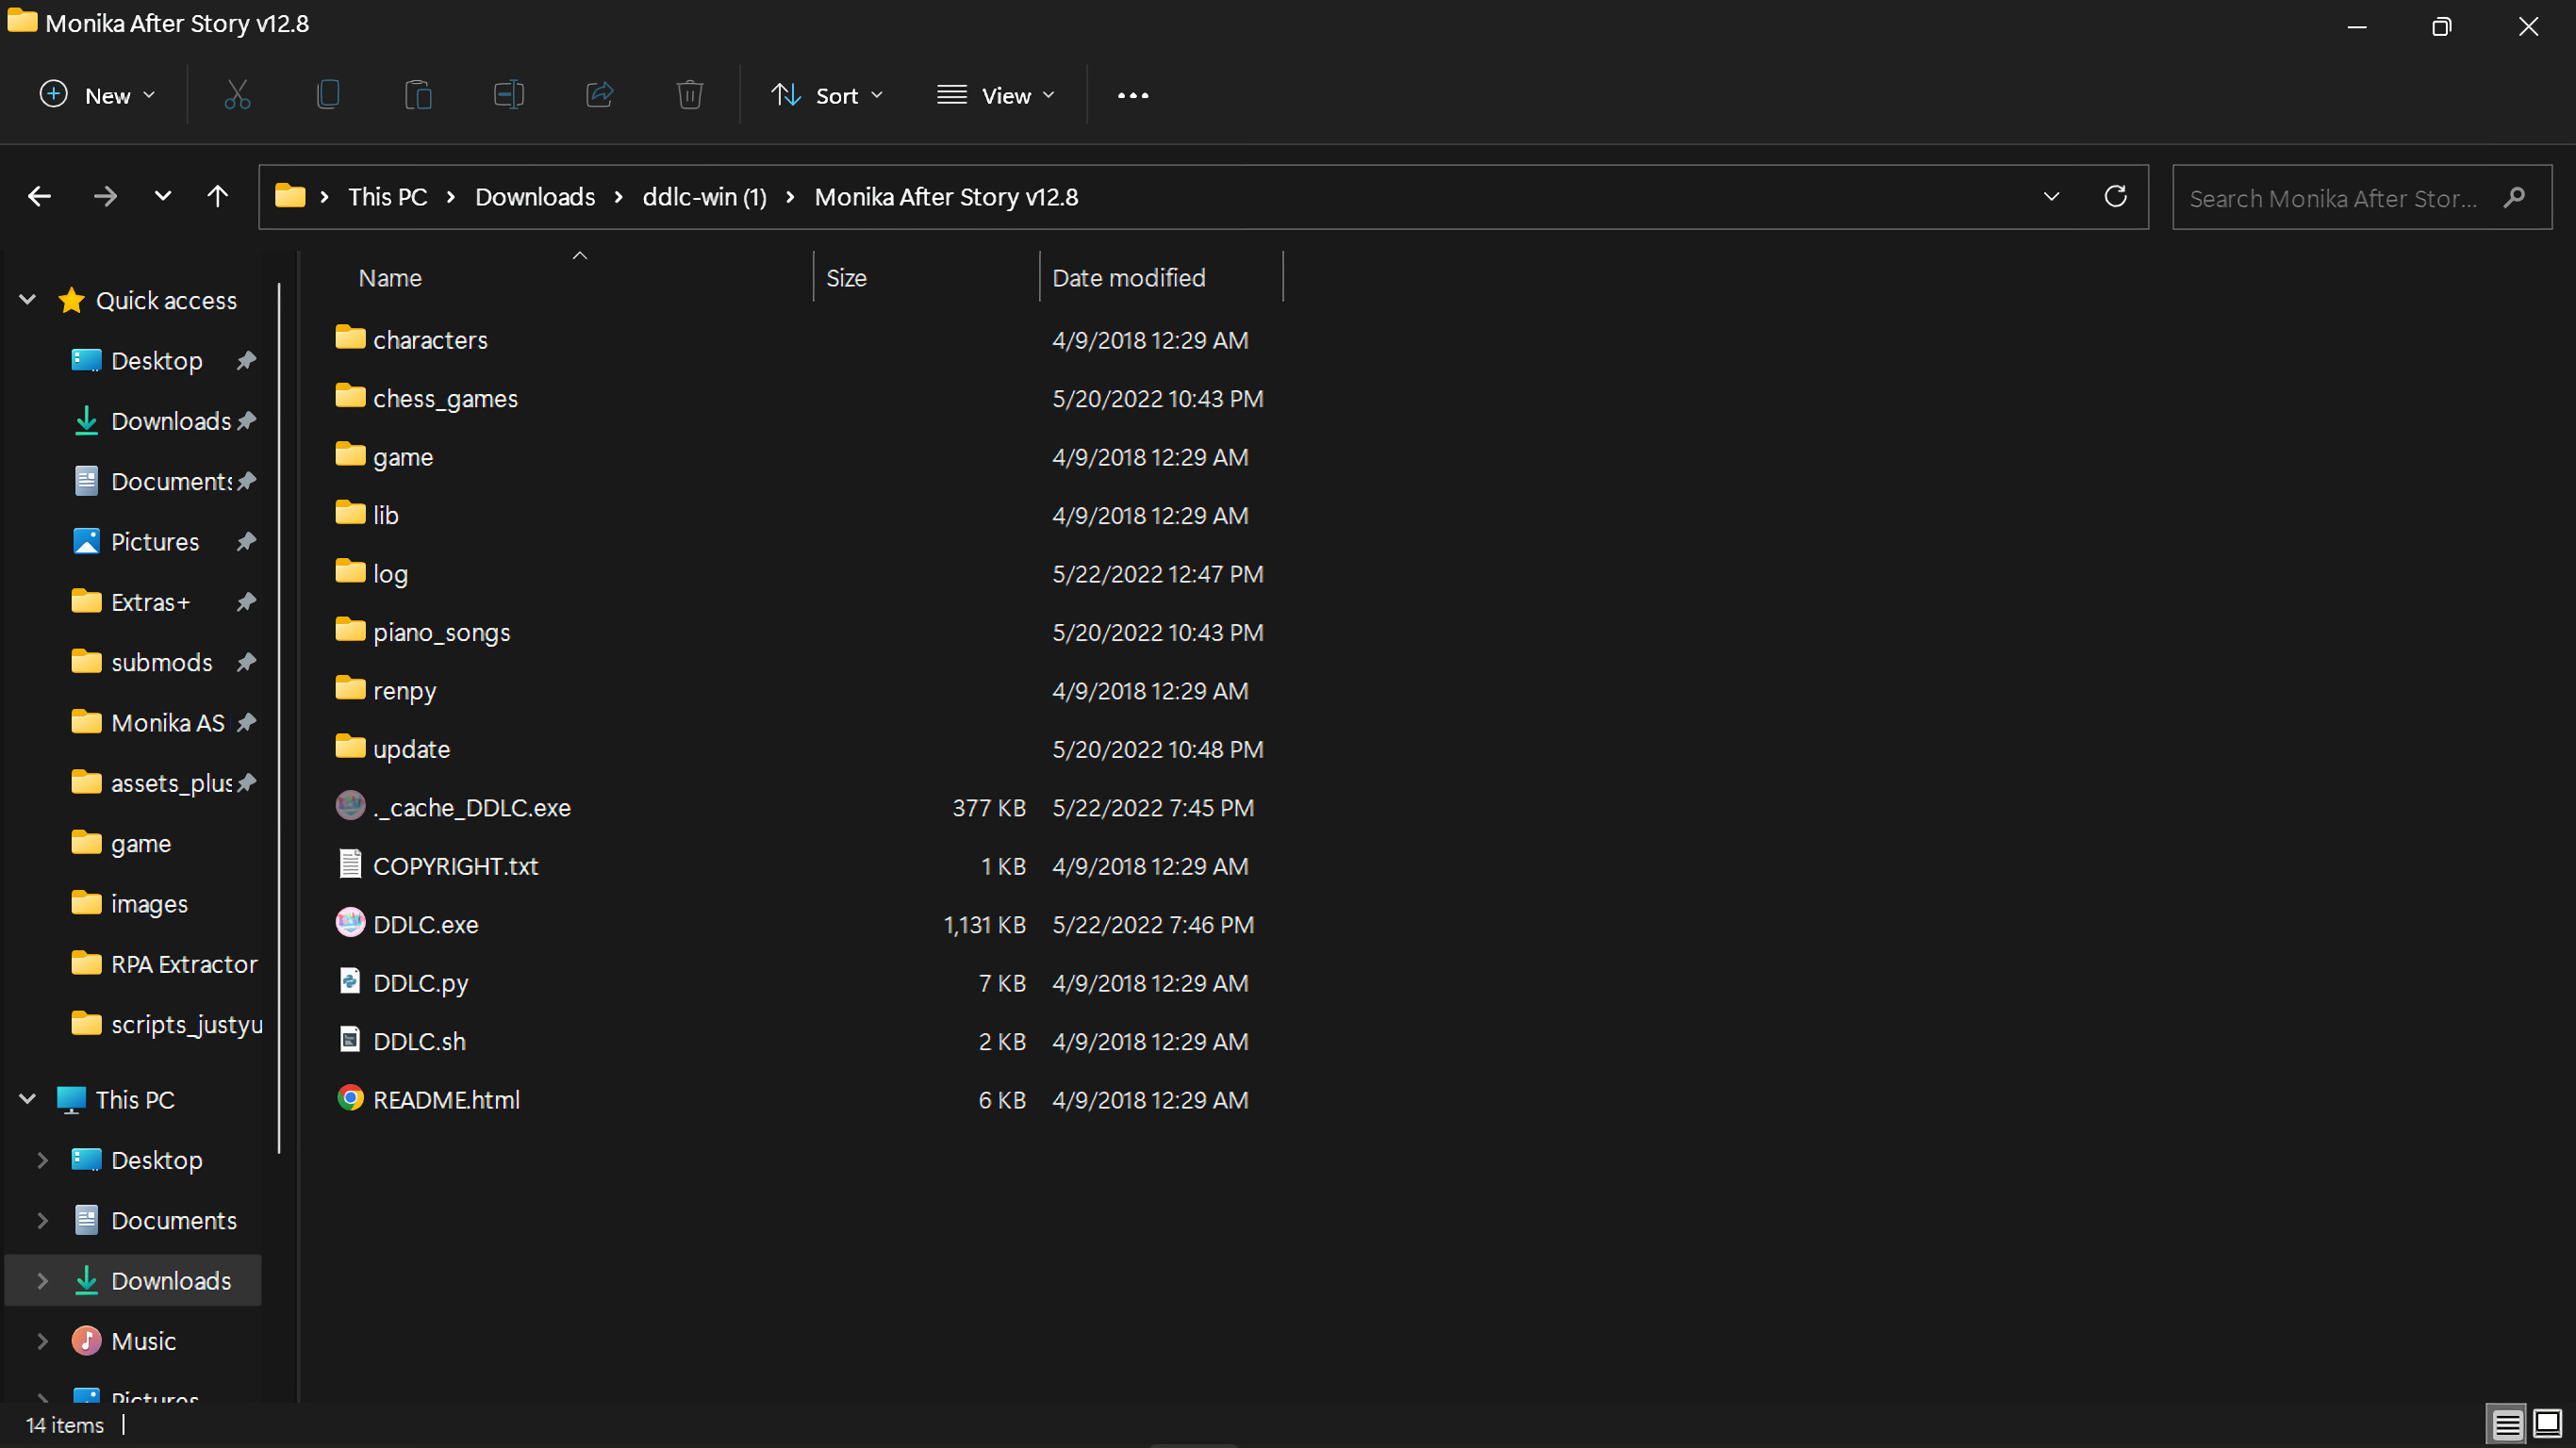 Monika After Story v12.8
New
Sort
View
This PC > Downloads > ddlc-win (1) > Monika After Story v12.8
Search Monika After Stor...
Quick access
Desktop
Downloads
Documents
Pictures
Extras+
submods
Monika AS
assets_plus
game
images
RPA Extractor
scripts_justyu
This PC
Desktop
Documents
Downloads
Music
Pictures
Name Size Date modified
characters 4/9/2018 12:29 AM
chess_games 5/20/2022 10:43 PM
game 4/9/2018 12:29 AM
lib 4/9/2018 12:29 AM
log 5/22/2022 12:47 PM
piano_songs 5/20/2022 10:43 PM
renpy 4/9/2018 12:29 AM
update 5/20/2022 10:48 PM
._cache_DDLC.exe 377 KB 5/22/2022 7:45 PM
COPYRIGHT.txt 1 KB 4/9/2018 12:29 AM
DDLC.exe 1,131 KB 5/22/2022 7:46 PM
DDLC.py 7 KB 4/9/2018 12:29 AM
DDLC.sh 2 KB 4/9/2018 12:29 AM
README.html 6 KB 4/9/2018 12:29 AM
14 items